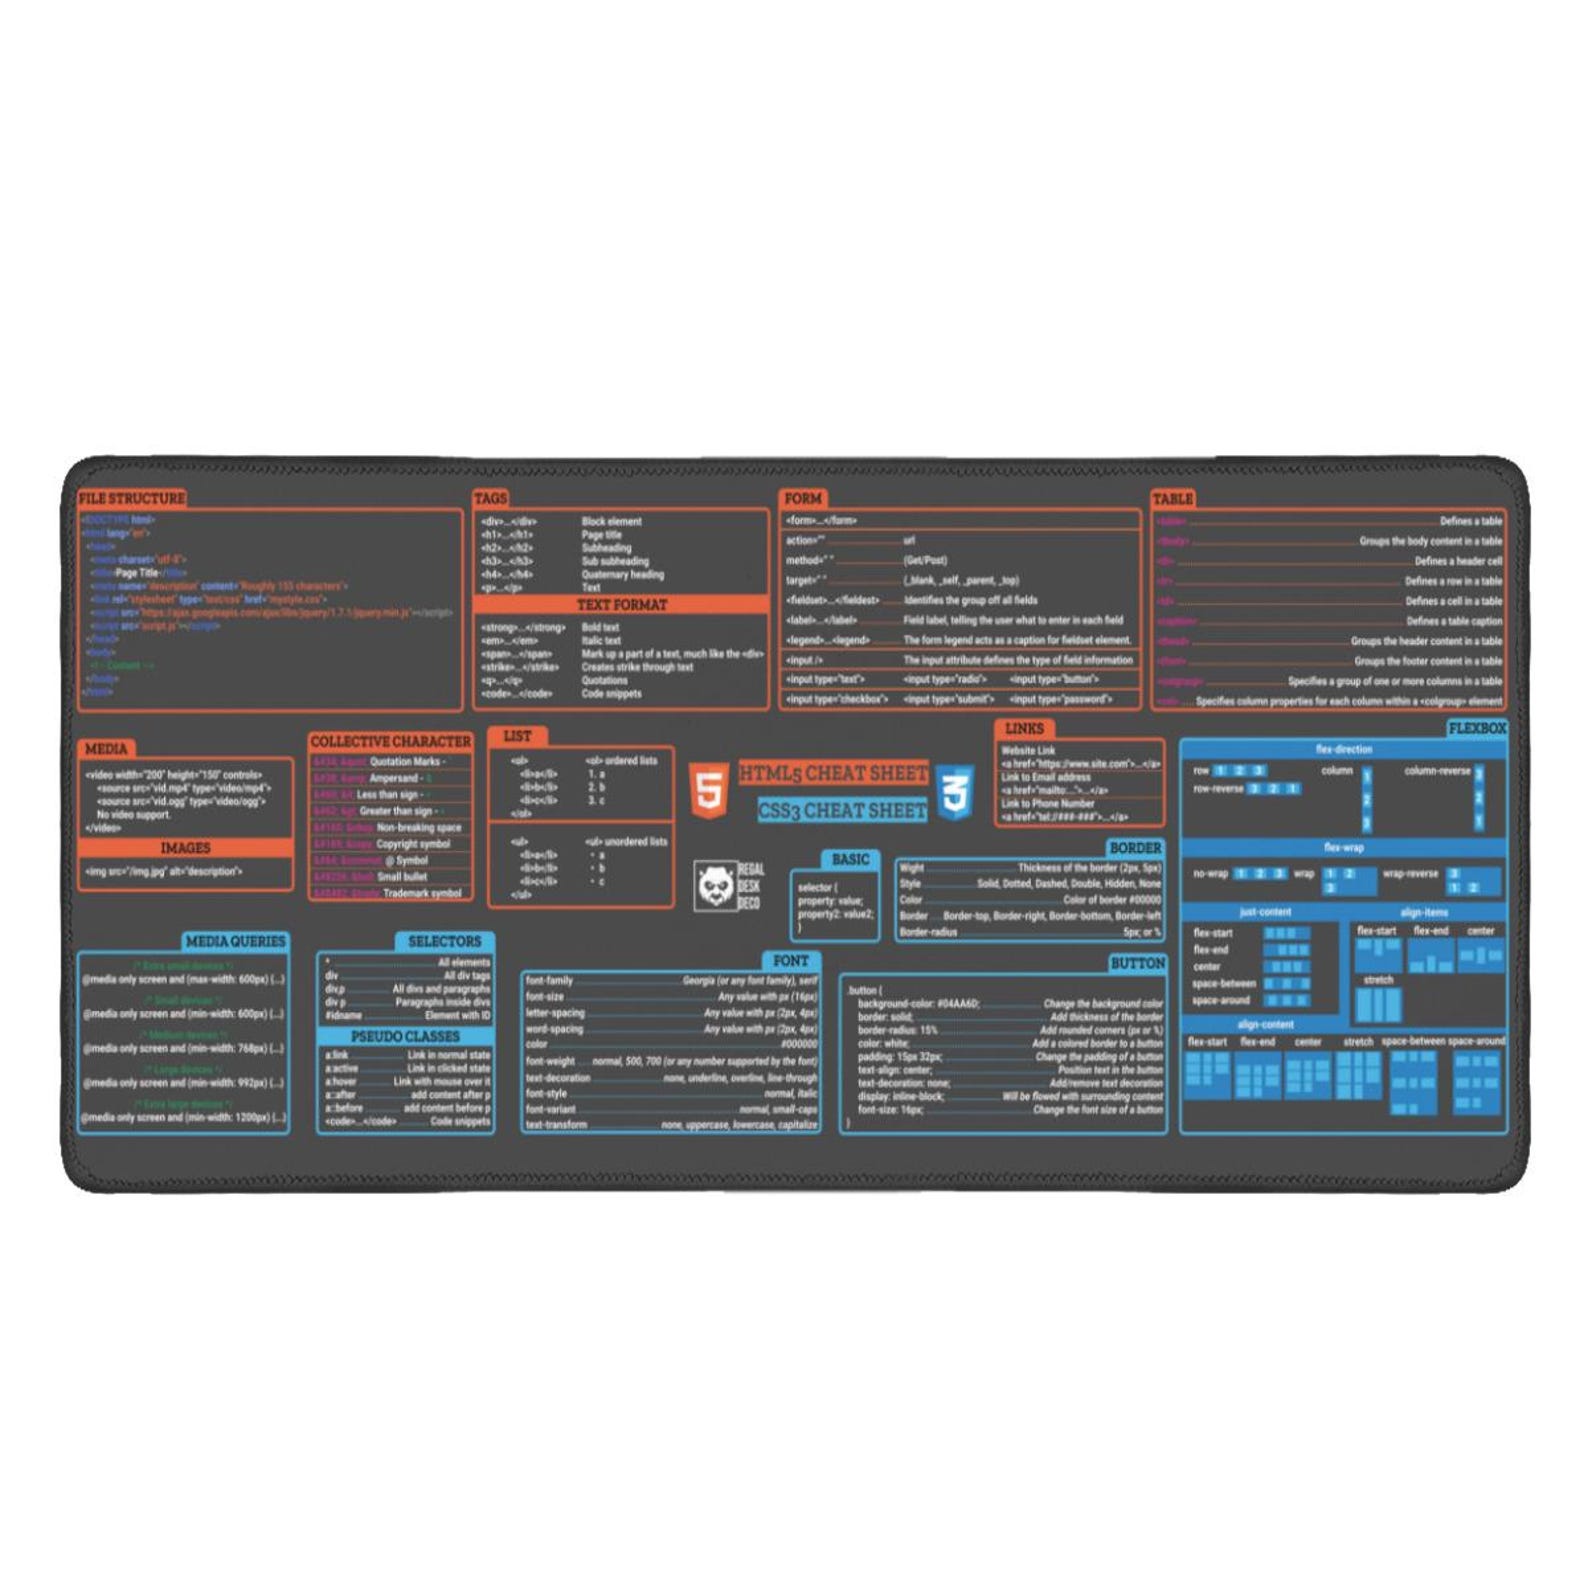 FILE STRUCTURE
<!DOCTYPE html>
<html lang="en">
<head>
<meta charset="utf-8">
<title>Page Title</title>
<meta name="description" content="Roughly 155 characters">
<link rel="stylesheet" type="text/css" href="mystyle.css">
<script src="https://ajax.googleapis.com/ajax/libs/jquery/1.7.1/jquery.min.js"></script>
<script src="script.js"></script>
</head>
<body>
<!-- Content -->
</body>
</html>
TAGS
<div>...</div> Block element
<h1>...</h1> Page title
<h2>...</h2> Subheading
<h3>...</h3> Sub subheading
<h4>...</h4> Quaternary heading
<p>...</p> Text
TEXT FORMAT
<strong>...</strong> Bold text
<em>...</em> Italic text
<span>...</span> Mark up a part of a text, much like the <div>
<strike>...</strike> Creates strike through text
<q>...</q> Quotations
<code>...</code> Code snippets
FORM
<form>...</form>
action="" url
method=" " (Get/Post)
target=" " (_blank, _self, _parent, _top)
<fieldset>...</fieldest> Identifies the group off all fields
<label>...</label> Field label, telling the user what to enter in each field
<legend>...<legend> The form legend acts as a caption for fieldset element.
<input /> The input attribute defines the type of field information
<input type="text"> <input type="radio"> <input type="button">
<input type="checkbox"> <input type="submit"> <input type="password">
TABLE
<table> Defines a table
<tbody> Groups the body content in a table
Defines a header cell
<tr> Defines a row in a table
<td> Defines a cell in a table
<caption> Defines a table caption
<thead> Groups the header content in a table
<tfoot> Groups the footer content in a table
<colgroup> Specifies a group of one or more columns in a table
<col> Specifies column properties for each column within a <colgroup> element
MEDIA
<video width="200" height="150" controls>
<source src="vid.mp4" type="video/mp4">
<source src="vid.ogg" type="video/ogg">
No video support.
</video>
IMAGES
<img src="/img.jpg" alt="description">
COLLECTIVE CHARACTER
&#34; &quot; Quotation Marks - "
&#38; &amp; Ampersand - &
&#60; &lt; Less than sign - <
&#62; &gt; Greater than sign - >
&#160; &nbsp; Non-breaking space
&#169; &copy; Copyright symbol
&#64; @ Symbol
&#8226; Small bullet
&#8482; Trademark symbol
LIST
<ol> <ol> ordered lists
<li>a</li> 1. a
<li>b</li> 2. b
<li>c</li> 3. c
</ol>
<ul> <ul> unordered lists
<li>a</li> • a
<li>b</li> • b
<li>c</li> • c
</ul>
5 HTML5 CHEAT SHEET
CSS3 CHEAT SHEET 3
REGAL
DESK
DECO
LINKS
Website Link
<a href="https://www.site.com">...</a>
Link to Email address
<a href="mailto:...">...</a>
Link to Phone Number
<a href="tel://###-###">...</a>
BASIC
selector {
property: value;
property2: value2;
}
BORDER
Wight Thickness of the border (2px, 5px)
Style Solid, Dotted, Dashed, Double, Hidden, None
Color Color of border #00000
Border Border-top, Border-right, Border-bottom, Border-left
Border-radius 5px; or %
FLEXBOX
flex-direction
row 1 2 3 column 1 2 3 column-reverse 3 2 1
row-reverse 3 2 1
flex-wrap
no-wrap 1 2 3 wrap 1 2 3 wrap-reverse 3 1 2
just-content
flex-start
flex-end
center
space-between
space-around
align-items
flex-start flex-end center
stretch
align-content
flex-start flex-end center stretch space-between space-around
MEDIA QUERIES
/* Extra small devices */
@media only screen and (max-width: 600px) {...}
/* Small devices */
@media only screen and (min-width: 600px) {...}
/* Medium devices */
@media only screen and (min-width: 768px) {...}
/* Large devices */
@media only screen and (min-width: 992px) {...}
/* Extra large devices */
@media only screen and (min-width: 1200px) {...}
SELECTORS
* All elements
div All div tags
div,p All divs and paragraphs
div p Paragraphs inside divs
#idname Element with ID
PSEUDO CLASSES
a:link Link in normal state
a:active Link in clicked state
a:hover Link with mouse over it
a::after add content after p
a::before add content before p
<code>...</code> Code snippets
FONT
font-family Georgia (or any font family), serif
font-size Any value with px (16px)
letter-spacing Any value with px (2px, 4px)
word-spacing Any value with px (2px, 4px)
color #000000
font-weight normal, 500, 700 (or any number supported by the font)
text-decoration none, underline, overline, line-through
font-style normal, italic
font-variant normal, small-caps
text-transform none, uppercase, lowercase, capitalize
BUTTON
.button {
background-color: #04AA6D; Change the background color
border: solid; Add thickness of the border
border-radius: 15% Add rounded corners (px or %)
color: white; Add a colored border to a button
padding: 15px 32px; Change the padding of a button
text-align: center; Position text in the button
text-decoration: none; Add/remove text decoration
display: inline-block; Will be flowed with surrounding content
font-size: 16px; Change the font size of a button
}